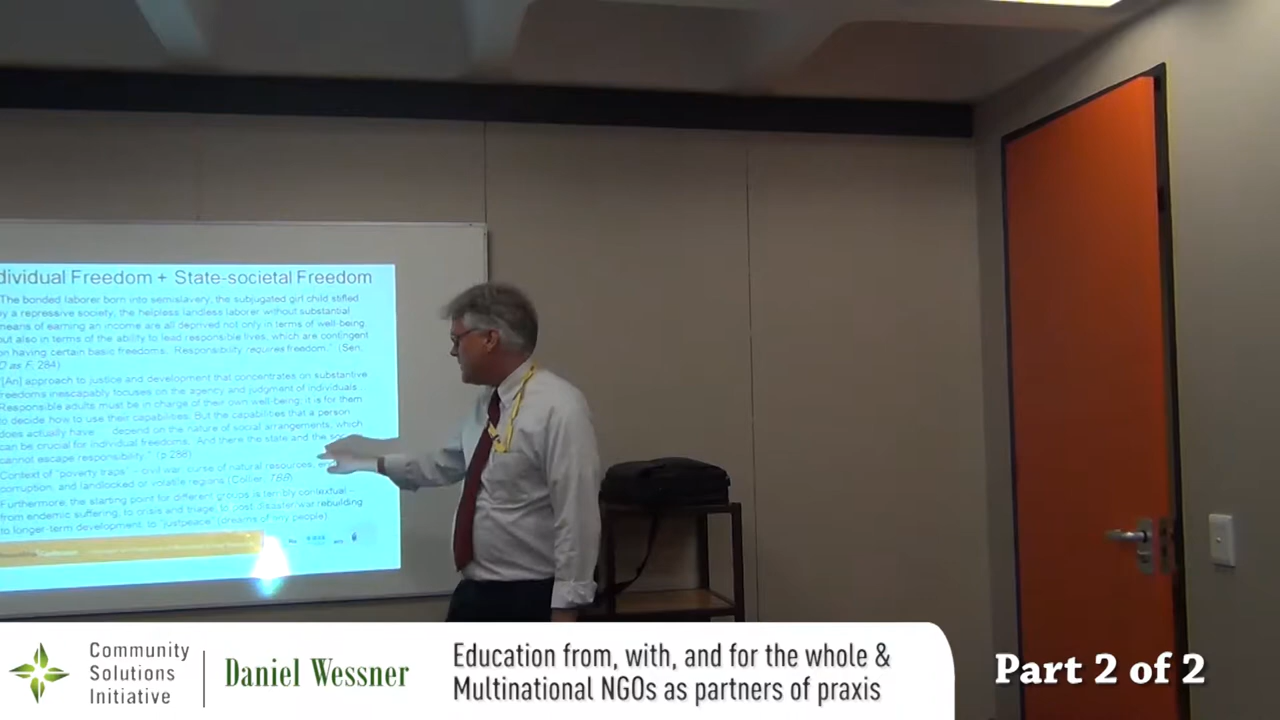 dividual Freedom + State-societal Freedom
The bonded laborer born into semislavery, the subjugated girl child stifled
by a repressive society, the helpless landless laborer without substantial
means of earning an income are all deprived not only in terms of well-being,
but also in terms of the ability to lead responsible lives, which are contingent
on having certain basic freedoms. Responsibility requires freedom." (Sen,
D as F, 284)
"[An] approach to justice and development that concentrates on substantive
freedoms inescapably focuses on the agency and judgment of individuals...
Responsible adults must be in charge of their own well-being; it is for them
to decide how to use their capabilities. But the capabilities that a person
does actually have ... depend on the nature of social arrangements, which
can be crucial for individual freedoms. And there the state and the so
cannot escape responsibility." (p 288)
Context of "poverty traps" - civil war, curse of natural resources,
corruption, and landlocked or volatile regions (Collier, TBB)
Furthermore, the starting point for different groups is terribly contextual -
from endemic suffering, to crisis and triage, to post disaster/war rebuilding
to longer-term development, to "justpeace" (dreams of any people)
Community
Solutions
Initiative
Daniel Wessner
Education from, with, and for the whole &
Multinational NGOs as partners of praxis
Part 2 of 2